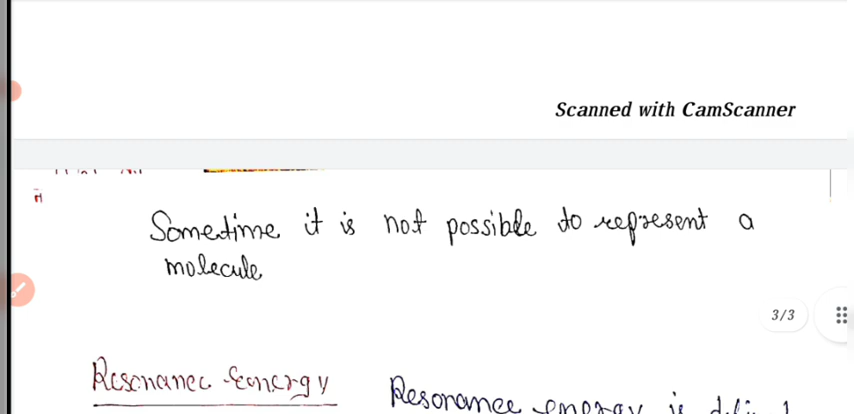 Scanned with CamScanner
Sometime it is not possible to represent a
molecule
3/3
Resonance Energy
Resonance energy is